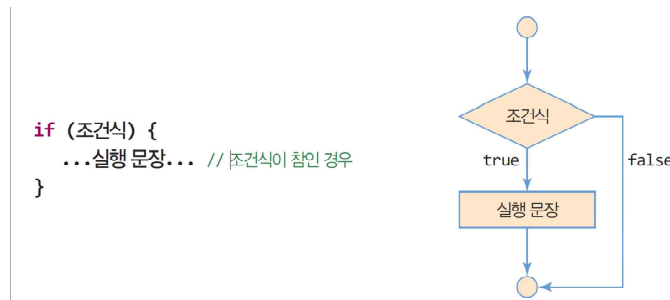 if (조건식) {
...실행 문장... // 조건식이 참인 경우
}
조건식
true
false
실행 문장